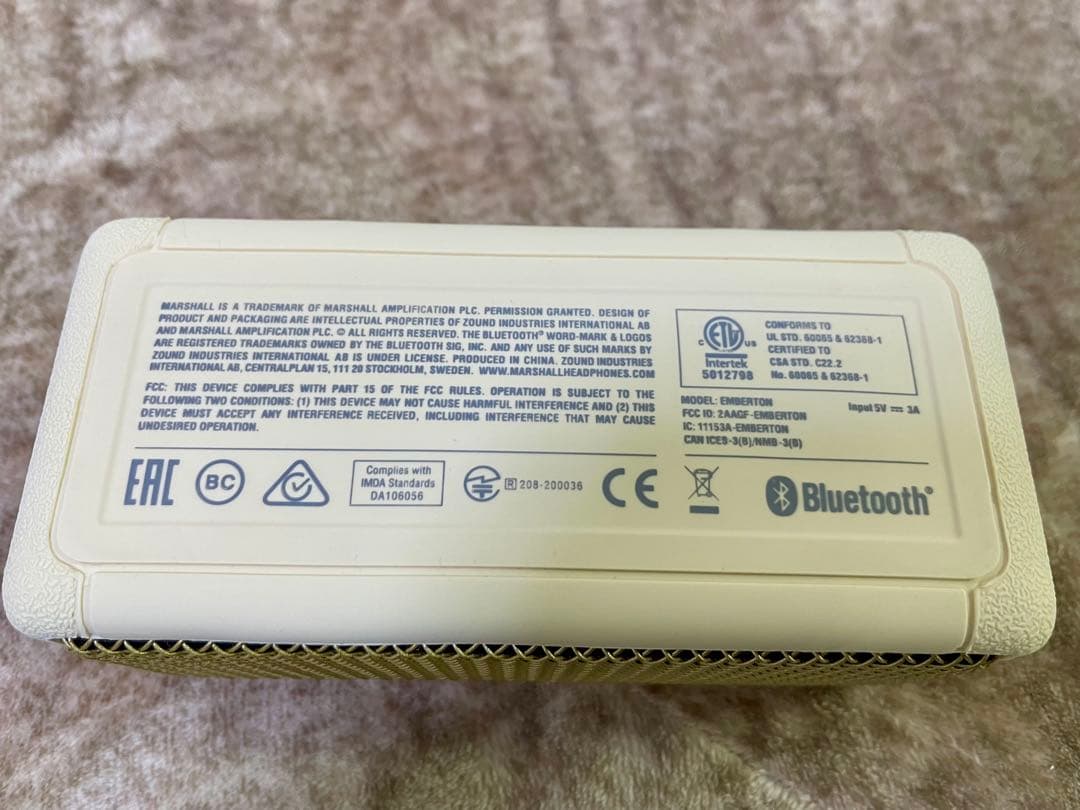 MARSHALL IS A TRADEMARK OF MARSHALL AMPLIFICATION PLC. PERMISSION GRANTED. DESIGN OF
PRODUCT AND PACKAGING ARE INTELLECTUAL PROPERTIES OF ZOUND INDUSTRIES INTERNATIONAL AB
AND MARSHALL AMPLIFICATION PLC. © ALL RIGHTS RESERVED. THE BLUETOOTH® WORD-MARK & LOGOS
ARE REGISTERED TRADEMARKS OWNED BY THE BLUETOOTH SIG, INC. AND ANY USE OF SUCH MARKS BY
ZOUND INDUSTRIES INTERNATIONAL AB IS UNDER LICENSE. PRODUCED IN CHINA. ZOUND INDUSTRIES
INTERNATIONAL AB, CENTRALPLAN 15, 111 20 STOCKHOLM, SWEDEN. WWW.MARSHALLHEADPHONES.COM
FCC: THIS DEVICE COMPLIES WITH PART 15 OF THE FCC RULES. OPERATION IS SUBJECT TO THE
FOLLOWING TWO CONDITIONS: (1) THIS DEVICE MAY NOT CAUSE HARMFUL INTERFERENCE AND (2) THIS
DEVICE MUST ACCEPT ANY INTERFERENCE RECEIVED, INCLUDING INTERFERENCE THAT MAY CAUSE
UNDESIRED OPERATION.
C ETL US
Intertek
5012798
CONFORMS TO
UL STD. 60065 & 62368-1
CERTIFIED TO
CSA STD. C22.2
No. 60065 & 62368-1
MODEL: EMBERTON
Input 5V ⎓ 3A
FCC ID: 2AAGF-EMBERTON
IC: 11153A-EMBERTON
CAN ICES-3(B)/NMB-3(B)
EAC
BC
Complies with
IMDA Standards
DA106056
R 208-200036
CE
Bluetooth®